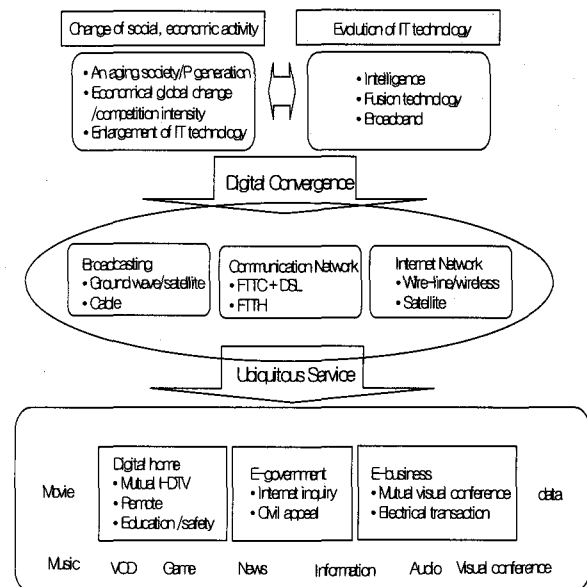 Change of social, economic activity
Evolution of IT technology
• An aging society/P generation
• Economical global change
/competition intensity
• Enlargement of IT technology
• Intelligence
• Fusion technology
• Broadband
Digital Convergence
Broadcasting
• Ground wave/satellite
• Cable
Communication Network
• FTTC + DSL
• FTTH
Internet Network
• Wire-line/wireless
• Satellite
Ubiquitous Service
Movie
Digital home
• Mutual HDTV
• Remote
• Education/safety
E-government
• Internet inquiry
• Civil appeal
E-business
• Mutual visual conference
• Electrical transaction
data
Music VOD Game News Information Audio Visual conference